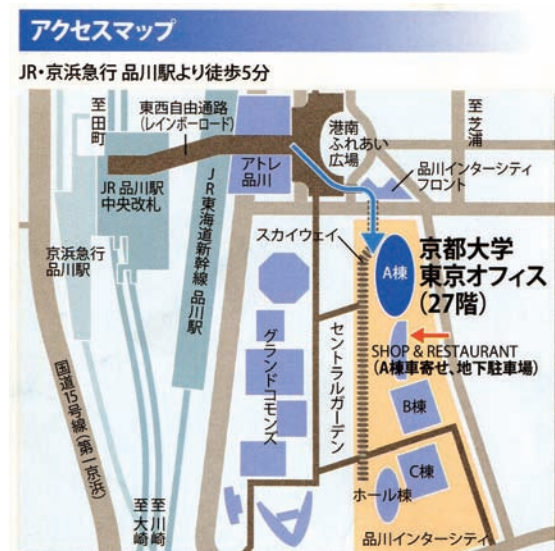 アクセスマップ
JR・京浜急行 品川駅より徒歩5分
至田町
東西自由通路
(レインボーロード)
港南
ふれあい
広場
至芝浦
アトレ
品川
品川インターシティ
フロント
JR 品川駅
中央改札
JR東海道新幹線 品川駅
京浜急行
品川駅
スカイウェイ
A棟
京都大学
東京オフィス
(27階)
グランドコモンズ
セントラルガーデン
SHOP & RESTAURANT
(A棟車寄せ、地下駐車場)
国道15号線(第一京浜)
B棟
C棟
ホール棟
至大崎
至川崎
品川インターシティ